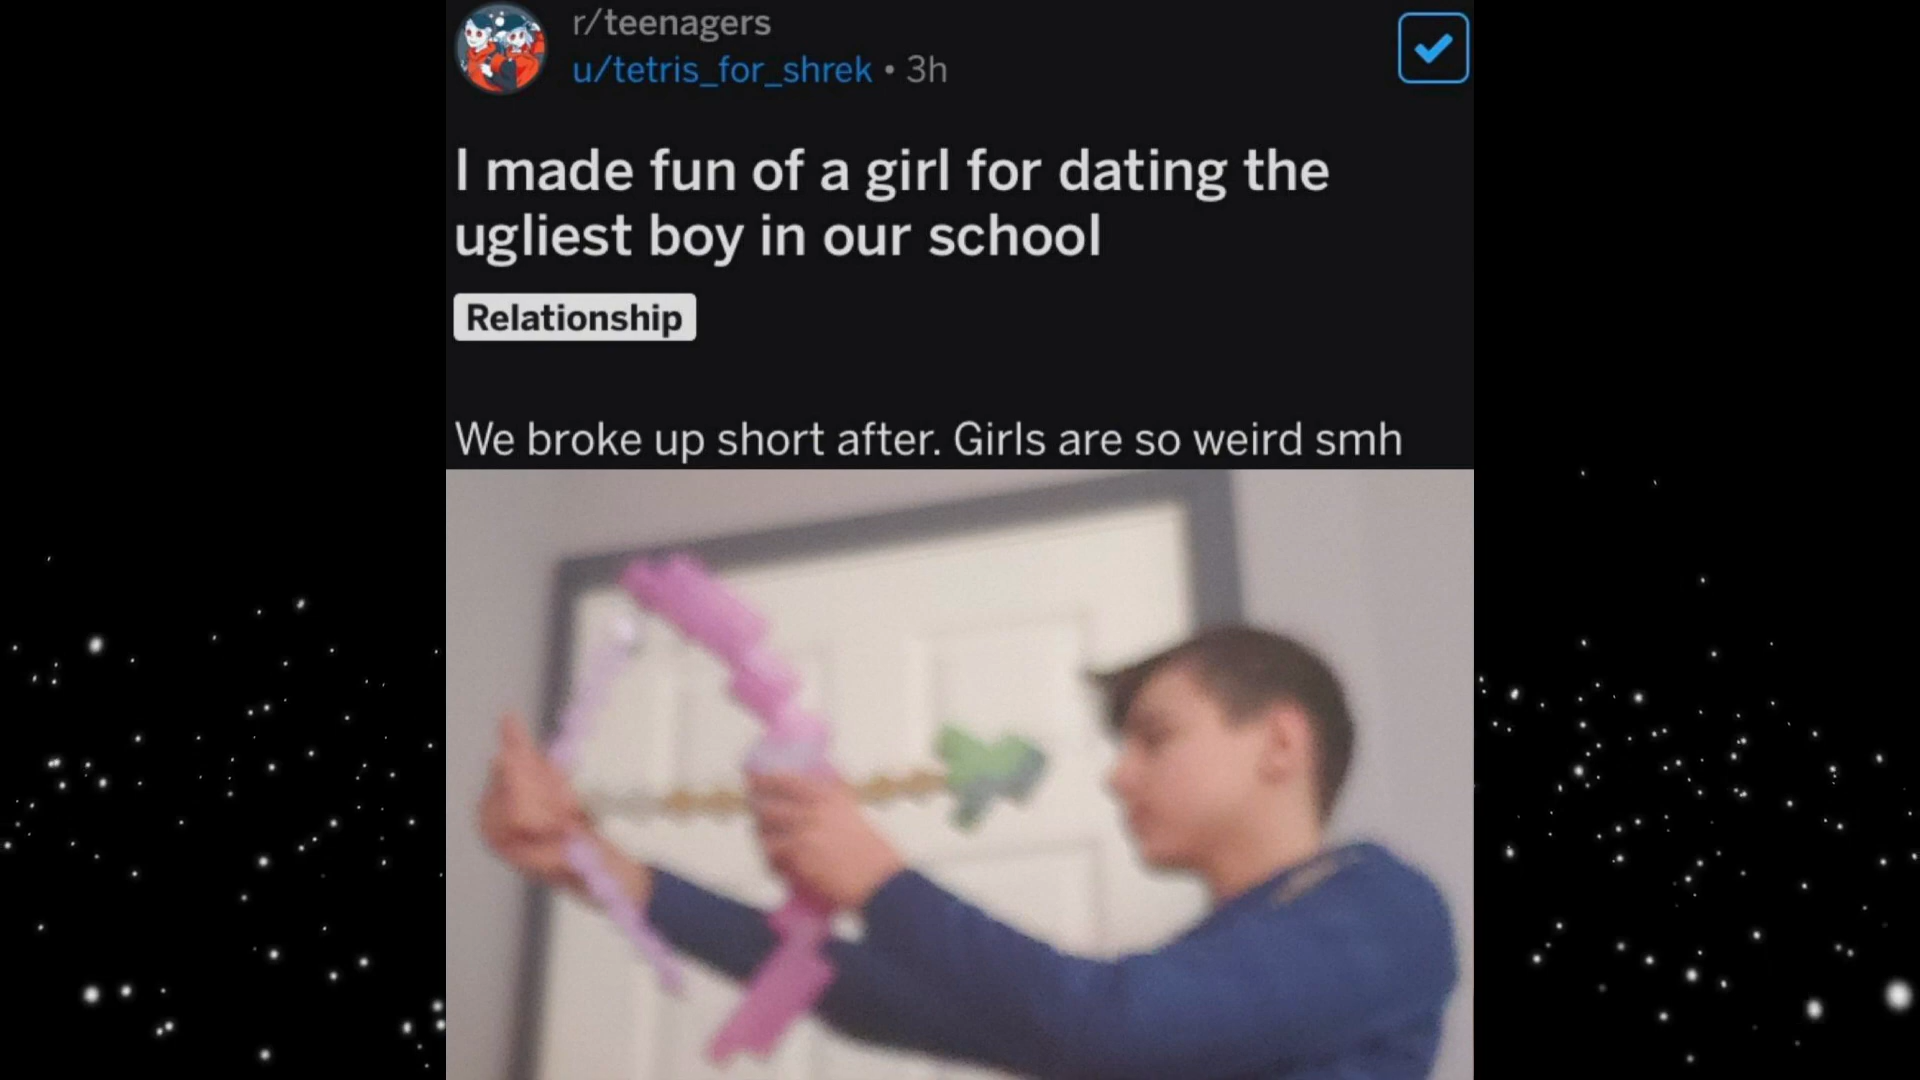 r/teenagers
u/tetris_for_shrek • 3h
I made fun of a girl for dating the
ugliest boy in our school
Relationship
We broke up short after. Girls are so weird smh